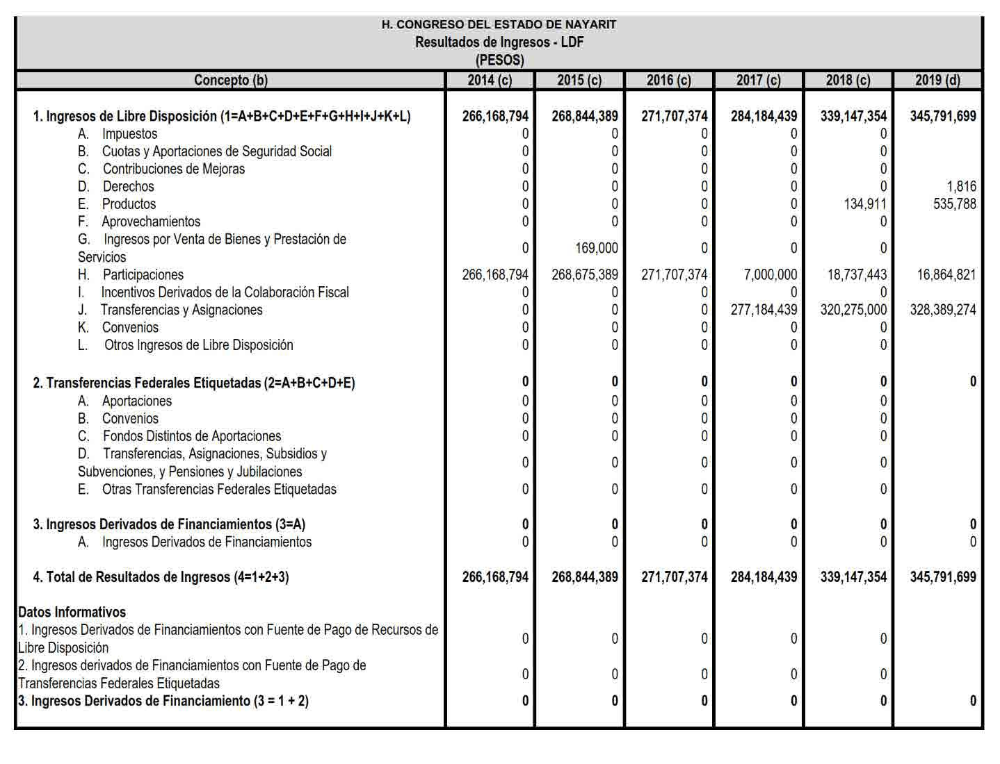 H. CONGRESO DEL ESTADO DE NAYARIT
Resultados de Ingresos - LDF
(PESOS)
Concepto (b) 2014 (c) 2015 (c) 2016 (c) 2017 (c) 2018 (c) 2019 (d)
1. Ingresos de Libre Disposición (1=A+B+C+D+E+F+G+H+I+J+K+L) 266,168,794 268,844,389 271,707,374 284,184,439 339,147,354 345,791,699
A. Impuestos 0 0 0 0 0
B. Cuotas y Aportaciones de Seguridad Social 0 0 0 0 0
C. Contribuciones de Mejoras 0 0 0 0 0
D. Derechos 0 0 0 0 0 1,816
E. Productos 0 0 0 0 134,911 535,788
F. Aprovechamientos 0 0 0 0 0
G. Ingresos por Venta de Bienes y Prestación de
Servicios 0 169,000 0 0 0
H. Participaciones 266,168,794 268,675,389 271,707,374 7,000,000 18,737,443 16,864,821
I. Incentivos Derivados de la Colaboración Fiscal 0 0 0 0 0
J. Transferencias y Asignaciones 0 0 0 277,184,439 320,275,000 328,389,274
K. Convenios 0 0 0 0 0
L. Otros Ingresos de Libre Disposición 0 0 0 0 0
2. Transferencias Federales Etiquetadas (2=A+B+C+D+E) 0 0 0 0 0 0
A. Aportaciones 0 0 0 0 0
B. Convenios 0 0 0 0 0
C. Fondos Distintos de Aportaciones 0 0 0 0 0
D. Transferencias, Asignaciones, Subsidios y
Subvenciones, y Pensiones y Jubilaciones 0 0 0 0 0
E. Otras Transferencias Federales Etiquetadas 0 0 0 0 0
3. Ingresos Derivados de Financiamientos (3=A) 0 0 0 0 0 0
A. Ingresos Derivados de Financiamientos 0 0 0 0 0 0
4. Total de Resultados de Ingresos (4=1+2+3) 266,168,794 268,844,389 271,707,374 284,184,439 339,147,354 345,791,699
Datos Informativos
1. Ingresos Derivados de Financiamientos con Fuente de Pago de Recursos de
Libre Disposición 0 0 0 0 0
2. Ingresos derivados de Financiamientos con Fuente de Pago de
Transferencias Federales Etiquetadas 0 0 0 0 0
3. Ingresos Derivados de Financiamiento (3 = 1 + 2) 0 0 0 0 0 0